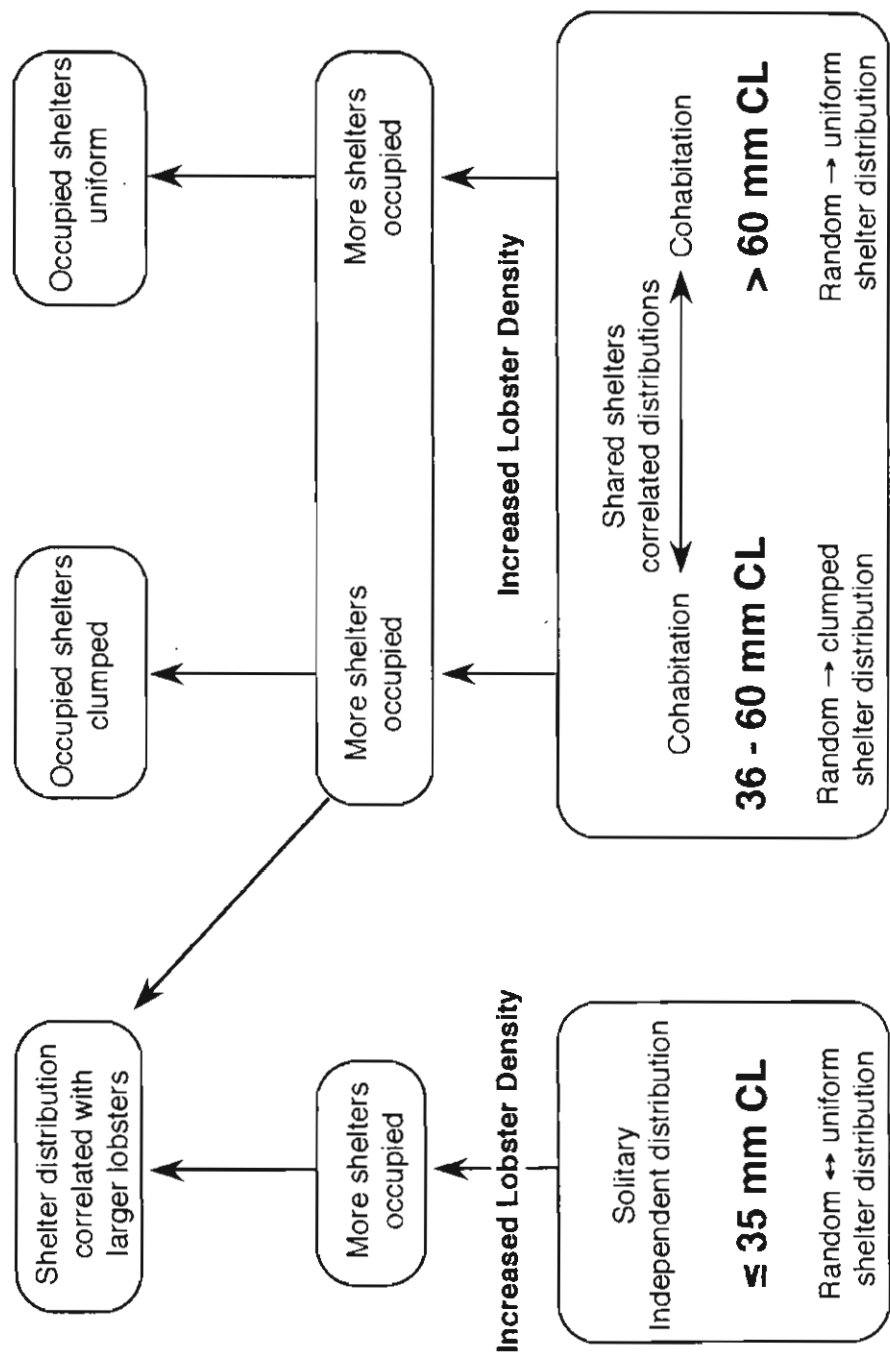 Shelter distribution
correlated with
larger lobsters
Occupied shelters
clumped
Occupied shelters
uniform
More shelters
occupied
More shelters
occupied
More shelters
occupied
Increased Lobster Density
Increased Lobster Density
Solitary
Independent distribution
≤ 35 mm CL
Random ↔ uniform
shelter distribution
Shared shelters
correlated distributions
Cohabitation
Cohabitation
36 - 60 mm CL
> 60 mm CL
Random → clumped
shelter distribution
Random → uniform
shelter distribution